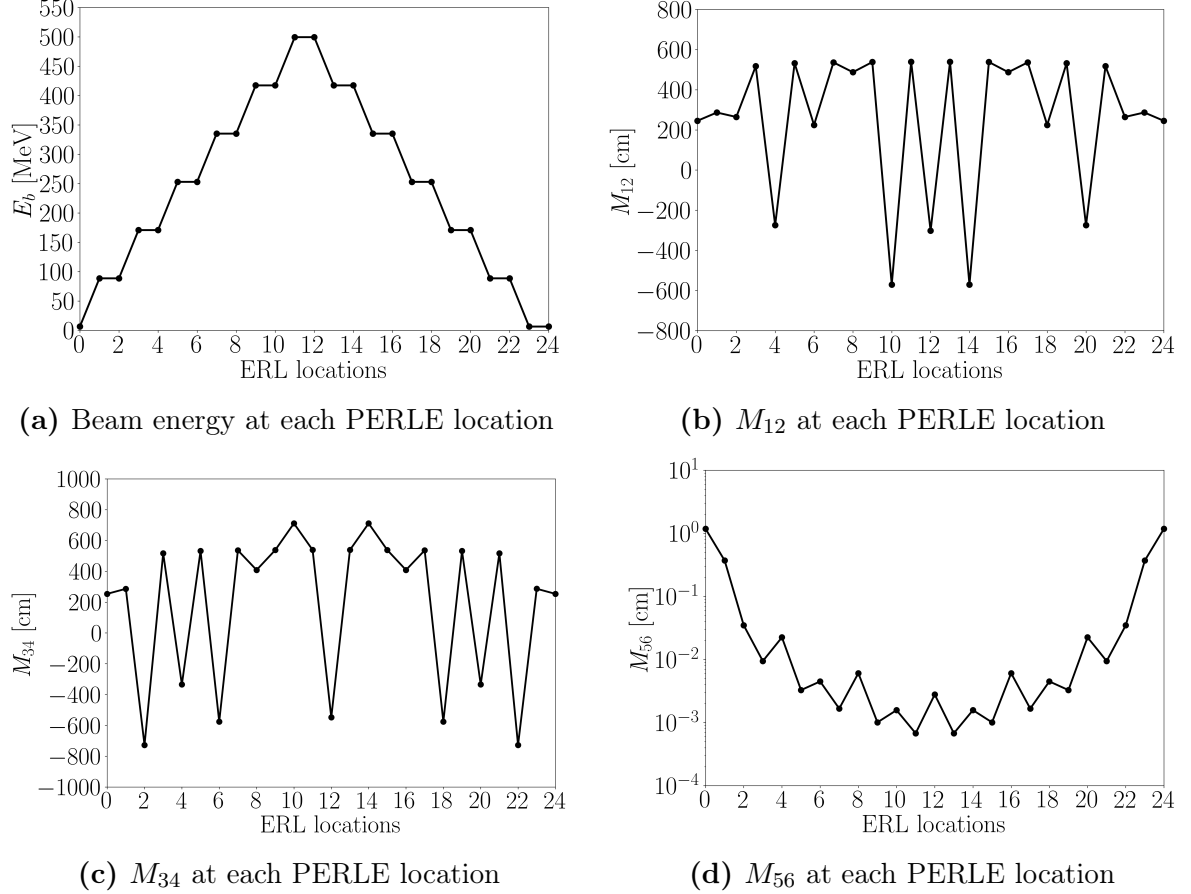 550
500
450
400
350
300
250
200
150
100
50
0
E_b [MeV]
0 2 4 6 8 10 12 14 16 18 20 22 24
ERL locations
(a) Beam energy at each PERLE location
800
600
400
200
0
−200
−400
−600
−800
M_12 [cm]
0 2 4 6 8 10 12 14 16 18 20 22 24
ERL locations
(b) M_12 at each PERLE location
1000
800
600
400
200
0
−200
−400
−600
−800
−1000
M_34 [cm]
0 2 4 6 8 10 12 14 16 18 20 22 24
ERL locations
(c) M_34 at each PERLE location
10^1
10^0
10^−1
10^−2
10^−3
10^−4
M_56 [cm]
0 2 4 6 8 10 12 14 16 18 20 22 24
ERL locations
(d) M_56 at each PERLE location